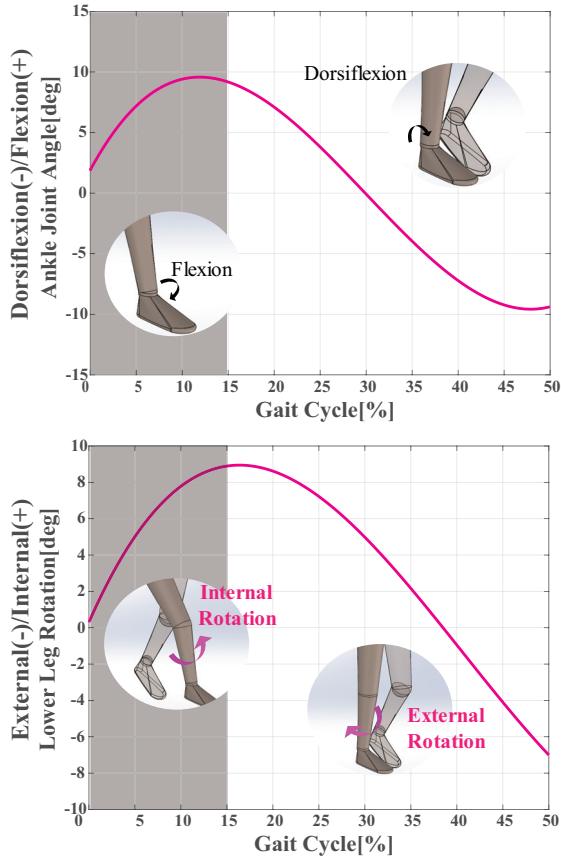 Dorsiflexion(-)/Flexion(+)
Ankle Joint Angle[deg]
15
10
5
0
-5
-10
-15
Dorsiflexion
Flexion
0 5 10 15 20 25 30 35 40 45 50
Gait Cycle[%]
External(-)/Internal(+)
Lower Leg Rotation[deg]
10
8
6
4
2
0
-2
-4
-6
-8
-10
Internal
Rotation
External
Rotation
0 5 10 15 20 25 30 35 40 45 50
Gait Cycle[%]